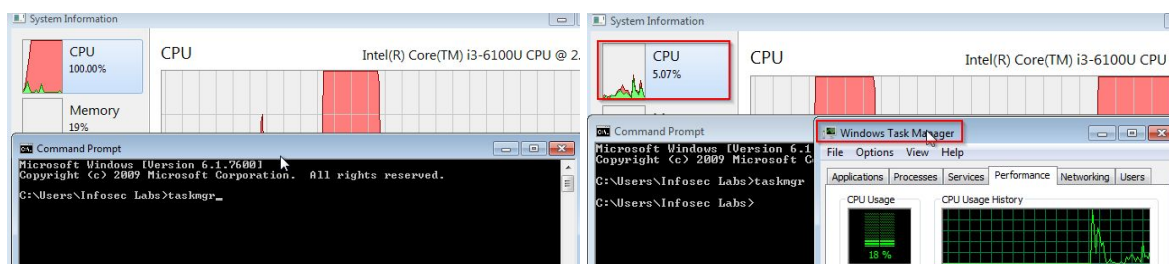 System Information
CPU
100.00%
CPU
Intel(R) Core(TM) i3-6100U CPU @ 2.
Memory
19%
Command Prompt
Microsoft Windows [Version 6.1.7600]
Copyright (c) 2009 Microsoft Corporation. All rights reserved.
C:\Users\Infosec Labs>taskmgr_
System Information
CPU
5.07%
CPU
Intel(R) Core(TM) i3-6100U CPU
Command Prompt
Microsoft Windows [Version 6.1
Copyright (c) 2009 Microsoft C
C:\Users\Infosec Labs>taskmgr
C:\Users\Infosec Labs>
Windows Task Manager
File Options View Help
Applications Processes Services Performance Networking Users
CPU Usage
CPU Usage History
18 %